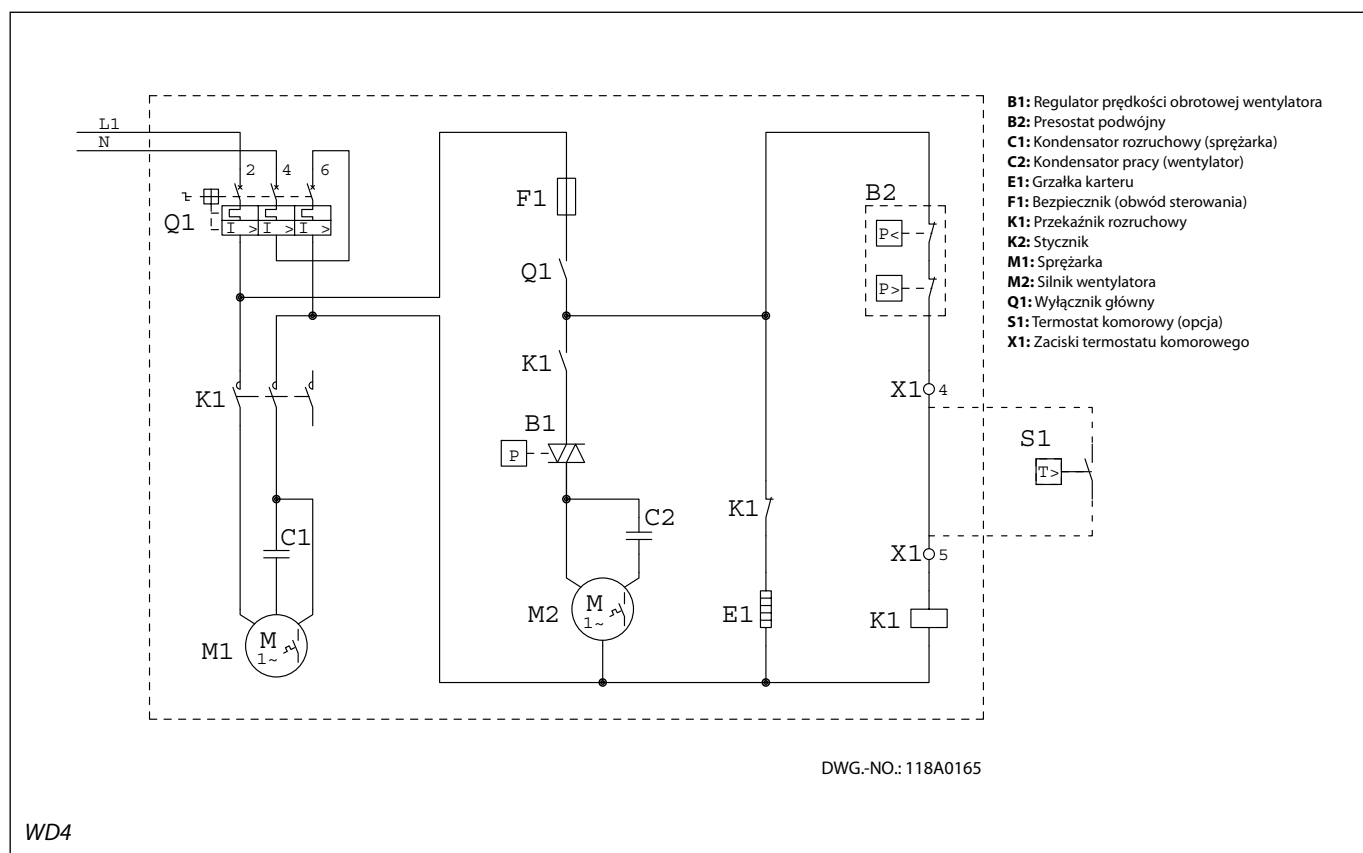 L1
N
2 4 6
Q1
I > I > I >
F1
Q1
K1
B1
P
C2
M2
M
1~
K1
C1
M1
M
1~
K1
E1
B2
P<
P>
X1 4
S1
T>
X1 5
K1
B1: Regulator prędkości obrotowej wentylatora
B2: Presostat podwójny
C1: Kondensator rozruchowy (sprężarka)
C2: Kondensator pracy (wentylator)
E1: Grzałka karteru
F1: Bezpiecznik (obwód sterowania)
K1: Przekaźnik rozruchowy
K2: Stycznik
M1: Sprężarka
M2: Silnik wentylatora
Q1: Wyłącznik główny
S1: Termostat komorowy (opcja)
X1: Zaciski termostatu komorowego
DWG.-NO.: 118A0165
WD4